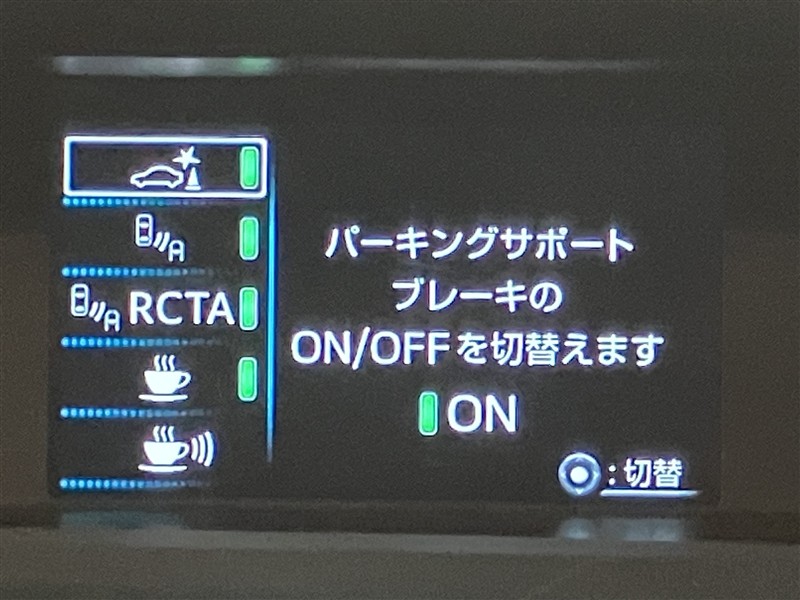 RCTA
パーキングサポート
ブレーキの
ON/OFFを切替えます
ON
:切替